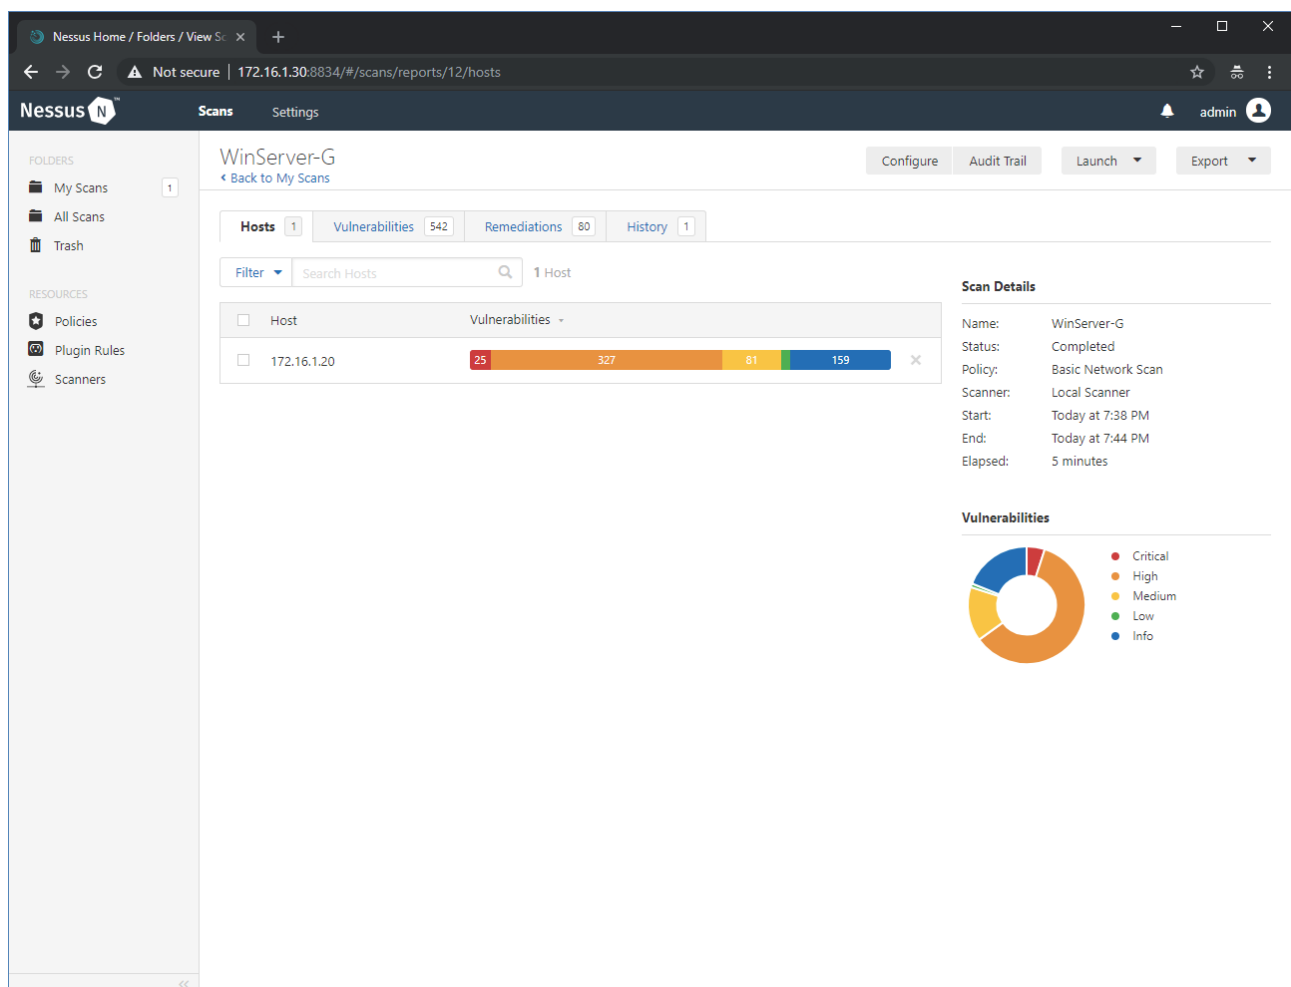 Nessus Home / Folders / View Sc
Not secure | 172.16.1.30:8834/#/scans/reports/12/hosts
Nessus N ™
Scans Settings
admin
FOLDERS
My Scans 1
All Scans
Trash
RESOURCES
Policies
Plugin Rules
Scanners
WinServer-G
Back to My Scans
Configure Audit Trail Launch Export
Hosts 1 Vulnerabilities 542 Remediations 80 History 1
Filter Search Hosts 1 Host
Host Vulnerabilities
172.16.1.20 25 327 81 159
Scan Details
Name: WinServer-G
Status: Completed
Policy: Basic Network Scan
Scanner: Local Scanner
Start: Today at 7:38 PM
End: Today at 7:44 PM
Elapsed: 5 minutes
Vulnerabilities
Critical
High
Medium
Low
Info